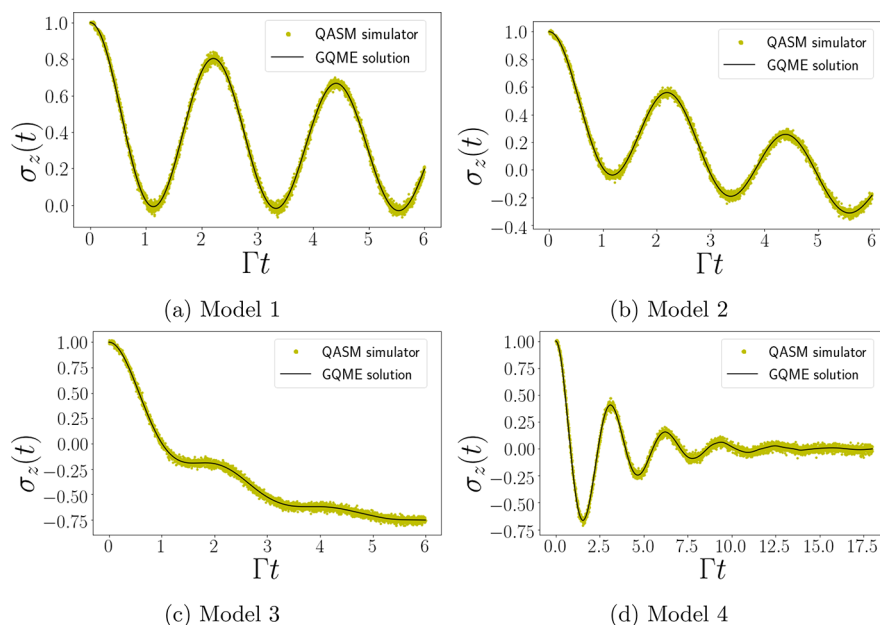 1.0
0.8
0.6
0.4
0.2
0.0
σz(t)
QASM simulator
GQME solution
0 1 2 3 4 5 6
Γt
(a) Model 1
1.0
0.8
0.6
0.4
0.2
0.0
−0.2
−0.4
σz(t)
QASM simulator
GQME solution
0 1 2 3 4 5 6
Γt
(b) Model 2
1.00
0.75
0.50
0.25
0.00
−0.25
−0.50
−0.75
σz(t)
QASM simulator
GQME solution
0 1 2 3 4 5 6
Γt
(c) Model 3
1.00
0.75
0.50
0.25
0.00
−0.25
−0.50
−0.75
σz(t)
QASM simulator
GQME solution
0.0 2.5 5.0 7.5 10.0 12.5 15.0 17.5
Γt
(d) Model 4